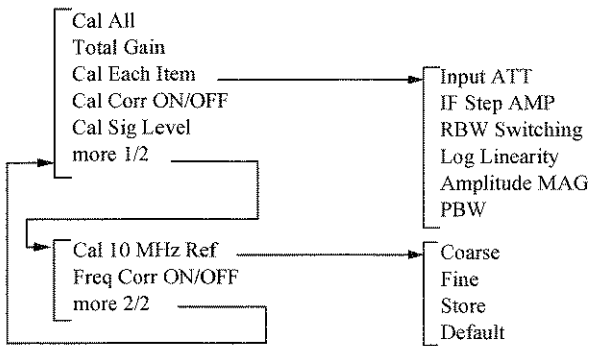 Cal All
Total Gain
Cal Each Item
Cal Corr ON/OFF
Cal Sig Level
more 1/2
Input ATT
IF Step AMP
RBW Switching
Log Linearity
Amplitude MAG
PBW
Cal 10 MHz Ref
Freq Corr ON/OFF
more 2/2
Coarse
Fine
Store
Default